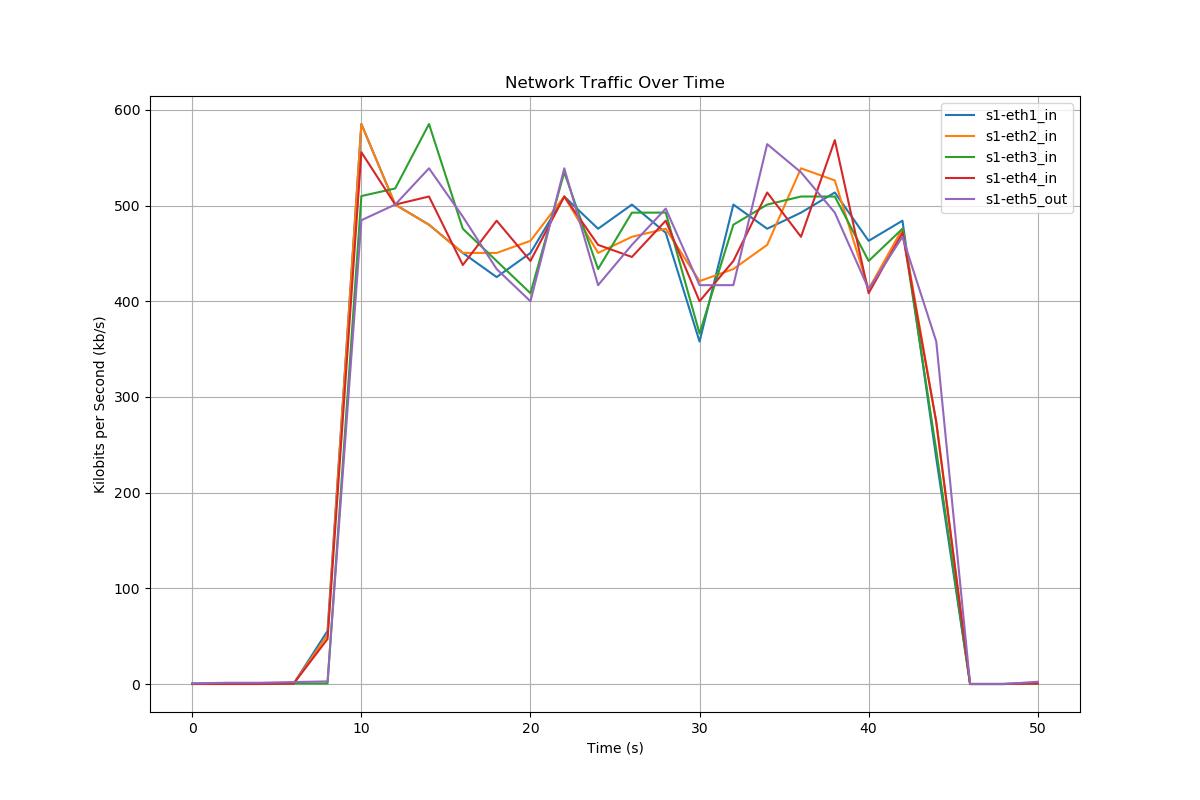 Network Traffic Over Time
600
500
400
300
200
100
0
Kilobits per Second (kb/s)
s1-eth1_in
s1-eth2_in
s1-eth3_in
s1-eth4_in
s1-eth5_out
0 10 20 30 40 50
Time (s)